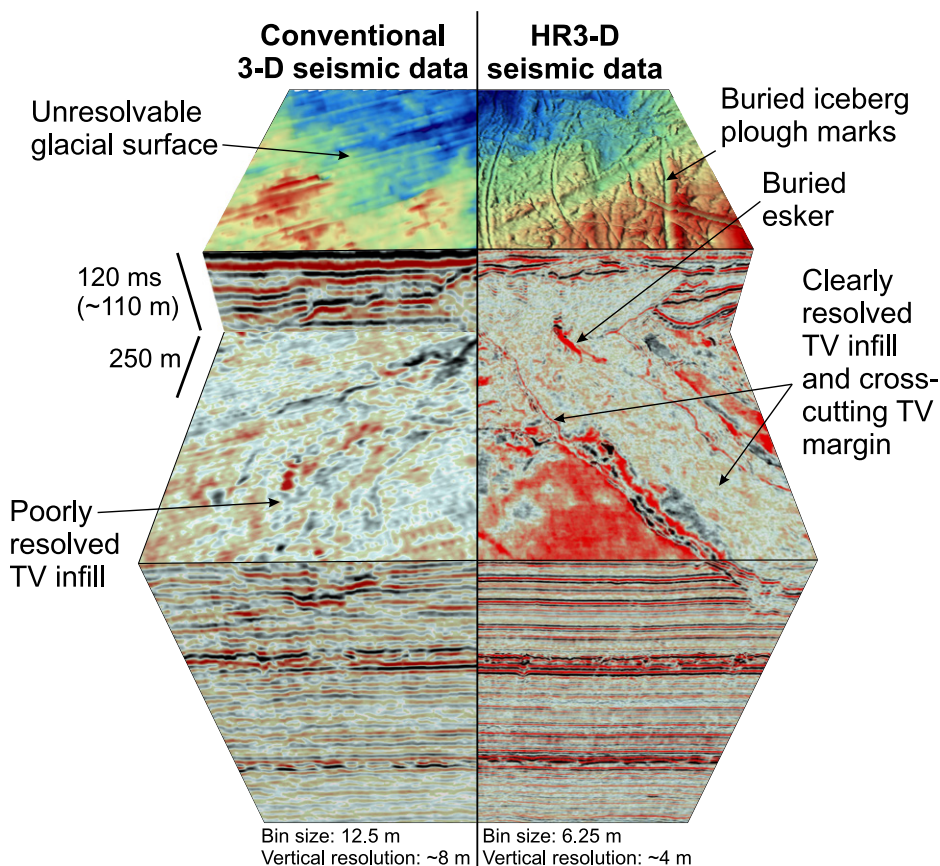 Conventional
3-D seismic data
HR3-D
seismic data
Unresolvable
glacial surface
Buried iceberg
plough marks
Buried
esker
120 ms
(~110 m)
250 m
Clearly
resolved
TV infill
and cross-
cutting TV
margin
Poorly
resolved
TV infill
Bin size: 12.5 m
Vertical resolution: ~8 m
Bin size: 6.25 m
Vertical resolution: ~4 m